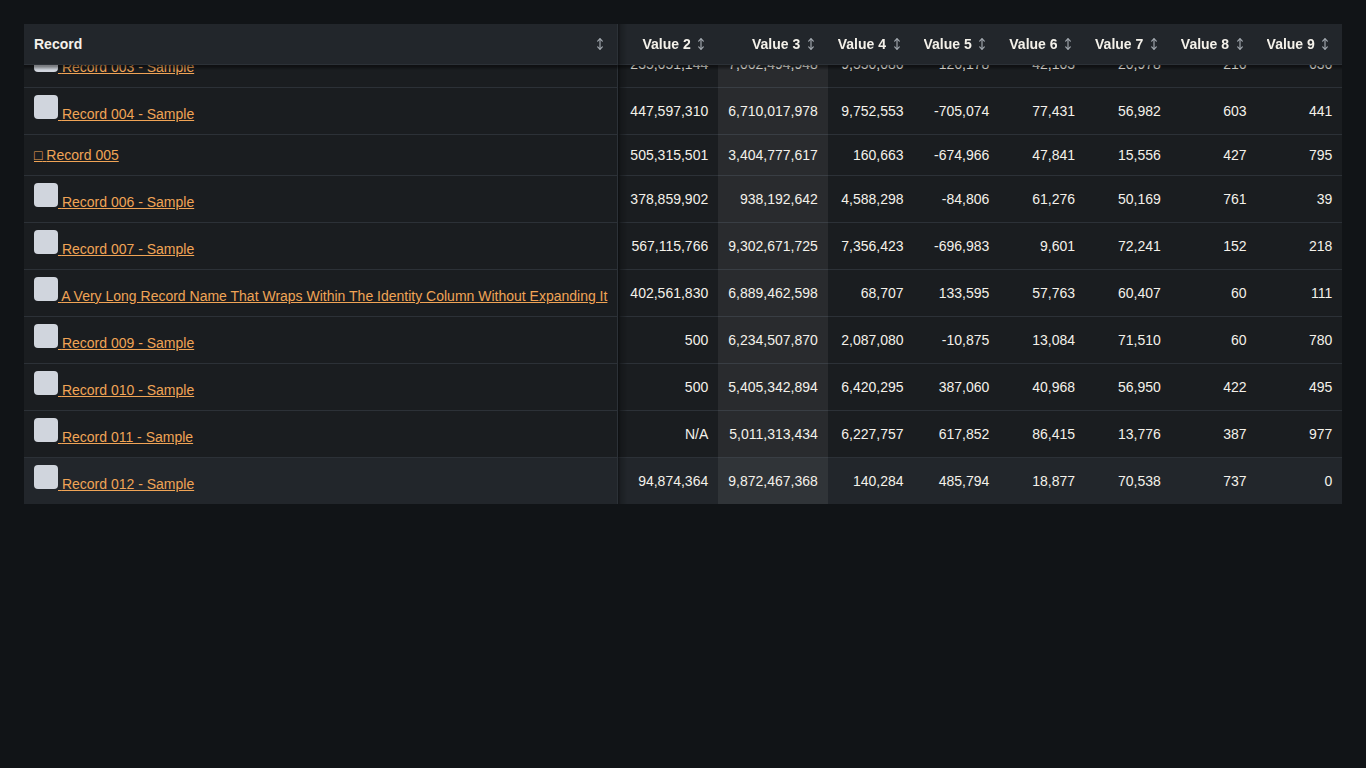 Record ↕ Value 2 ↕ Value 3 ↕ Value 4 ↕ Value 5 ↕ Value 6 ↕ Value 7 ↕ Value 8 ↕ Value 9 ↕
Record 003 - Sample
Record 004 - Sample 447,597,310 6,710,017,978 9,752,553 -705,074 77,431 56,982 603 441
□ Record 005 505,315,501 3,404,777,617 160,663 -674,966 47,841 15,556 427 795
Record 006 - Sample 378,859,902 938,192,642 4,588,298 -84,806 61,276 50,169 761 39
Record 007 - Sample 567,115,766 9,302,671,725 7,356,423 -696,983 9,601 72,241 152 218
A Very Long Record Name That Wraps Within The Identity Column Without Expanding It 402,561,830 6,889,462,598 68,707 133,595 57,763 60,407 60 111
Record 009 - Sample 500 6,234,507,870 2,087,080 -10,875 13,084 71,510 60 780
Record 010 - Sample 500 5,405,342,894 6,420,295 387,060 40,968 56,950 422 495
Record 011 - Sample N/A 5,011,313,434 6,227,757 617,852 86,415 13,776 387 977
Record 012 - Sample 94,874,364 9,872,467,368 140,284 485,794 18,877 70,538 737 0